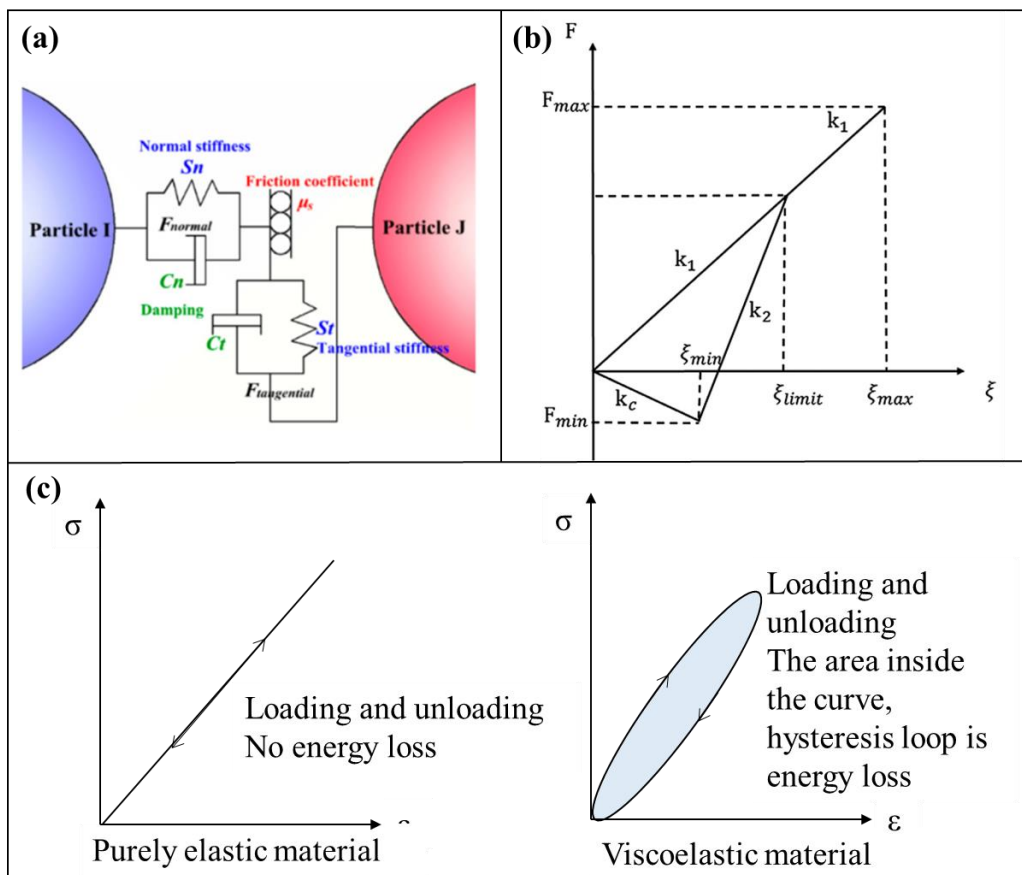 (a)
Normal stiffness
Sn
Friction coefficient
μs
Particle I
Fnormal
Particle J
Cn
Damping
Ct
St
Tangential stiffness
Ftangential
(b)
F
Fmax
k1
k1
k2
ξmin
kc
ξlimit
ξmax
ξ
Fmin
(c)
σ
Loading and unloading
No energy loss
Purely elastic material
σ
Loading and
unloading
The area inside
the curve,
hysteresis loop is
energy loss
ε
Viscoelastic material